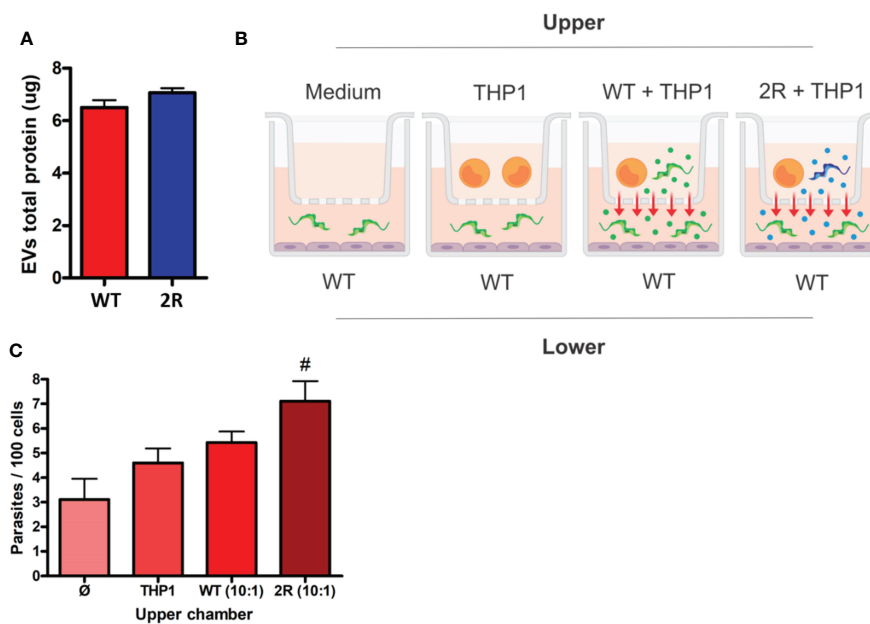 A
EVs total protein (ug)
8
6
4
2
0
WT
2R
B
Upper
Medium
THP1
WT + THP1
2R + THP1
WT
WT
WT
WT
Lower
C
Parasites / 100 cells
8
7
6
5
4
3
2
1
0
#
Ø
THP1
WT (10:1)
2R (10:1)
Upper chamber